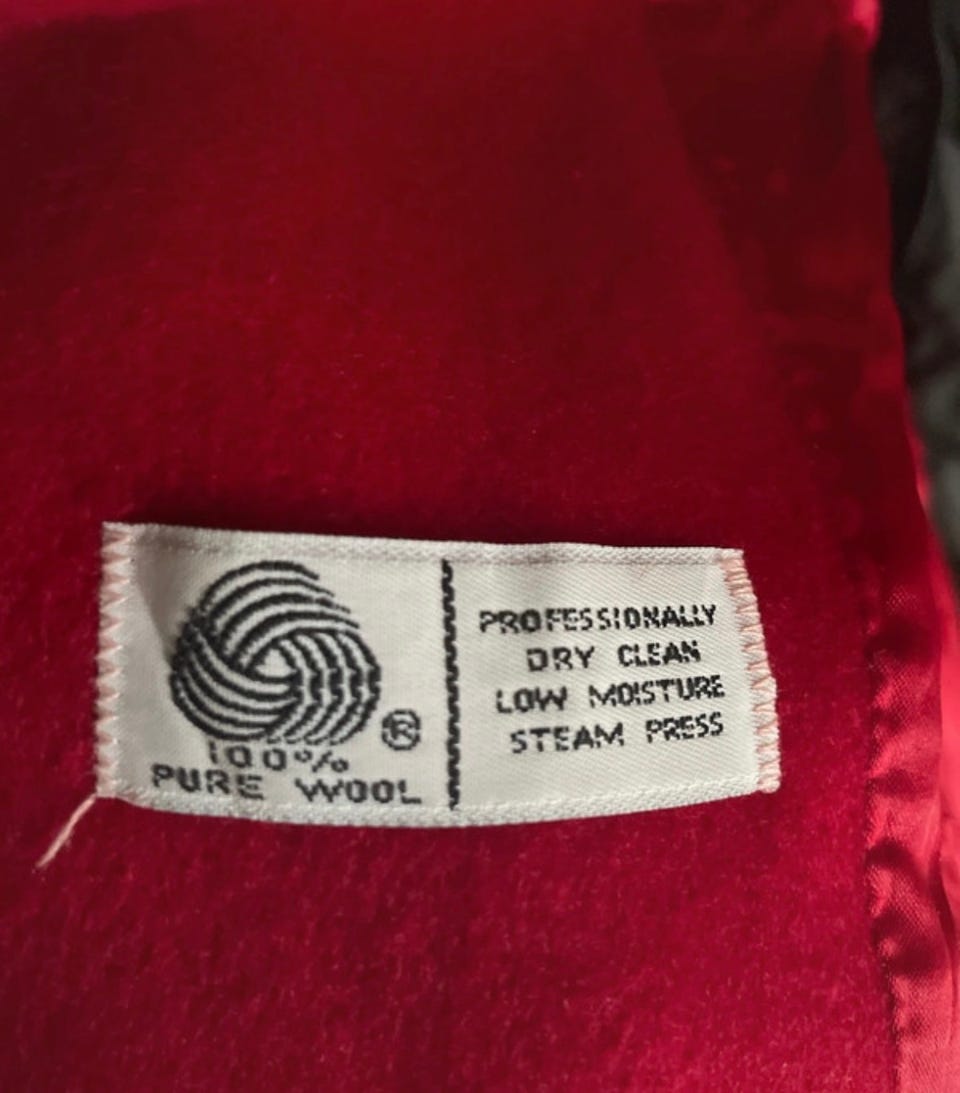 ®
100%
PURE WOOL
PROFESSIONALLY
DRY CLEAN
LOW MOISTURE
STEAM PRESS